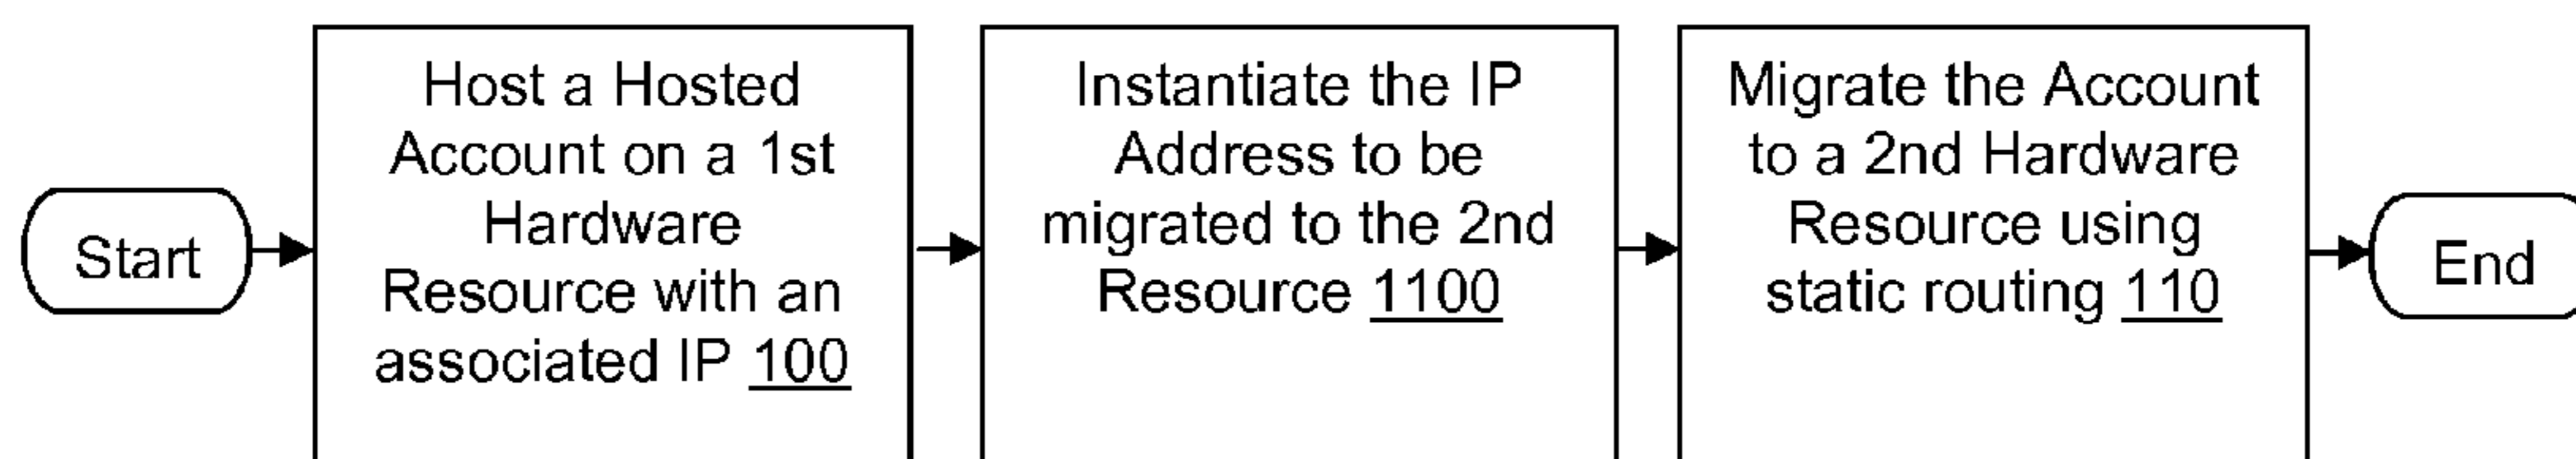 Start
Host a Hosted
Account on a 1st
Hardware
Resource with an
associated IP 100
Instantiate the IP
Address to be
migrated to the 2nd
Resource 1100
Migrate the Account
to a 2nd Hardware
Resource using
static routing 110
End